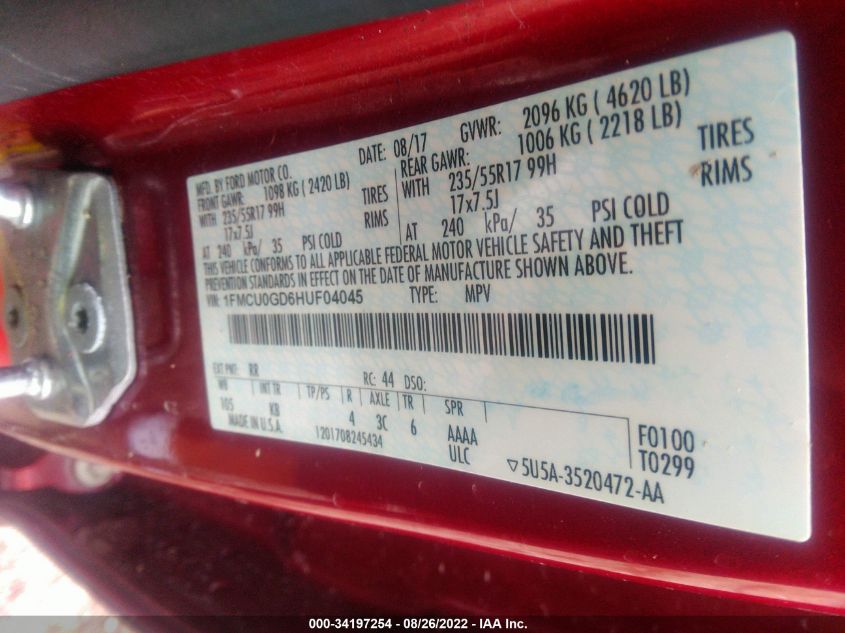 MFD. BY FORD MOTOR CO.
DATE: 08/17 GVWR: 2096 KG ( 4620 LB)
FRONT GAWR: 1098 KG (2420 LB)
REAR GAWR: 1006 KG (2218 LB)
WITH 235/55R17 99H TIRES
WITH 235/55R17 99H TIRES
17x7.5J RIMS
17x7.5J RIMS
AT 240 kPa/ 35 PSI COLD
AT 240 kPa/ 35 PSI COLD
THIS VEHICLE CONFORMS TO ALL APPLICABLE FEDERAL MOTOR VEHICLE SAFETY AND THEFT
PREVENTION STANDARDS IN EFFECT ON THE DATE OF MANUFACTURE SHOWN ABOVE.
VIN: 1FMCU0GD6HUF04045 TYPE: MPV
EXT PNT: RR RC: 44 DSO:
WB INT TR TP/PS R AXLE TR SPR
105 KB 4 3C 6 AAAA
MADE IN U.S.A. ULC
1201708245434
F0100
T0299
▽5U5A-3520472-AA
000-34197254 - 08/26/2022 - IAA Inc.